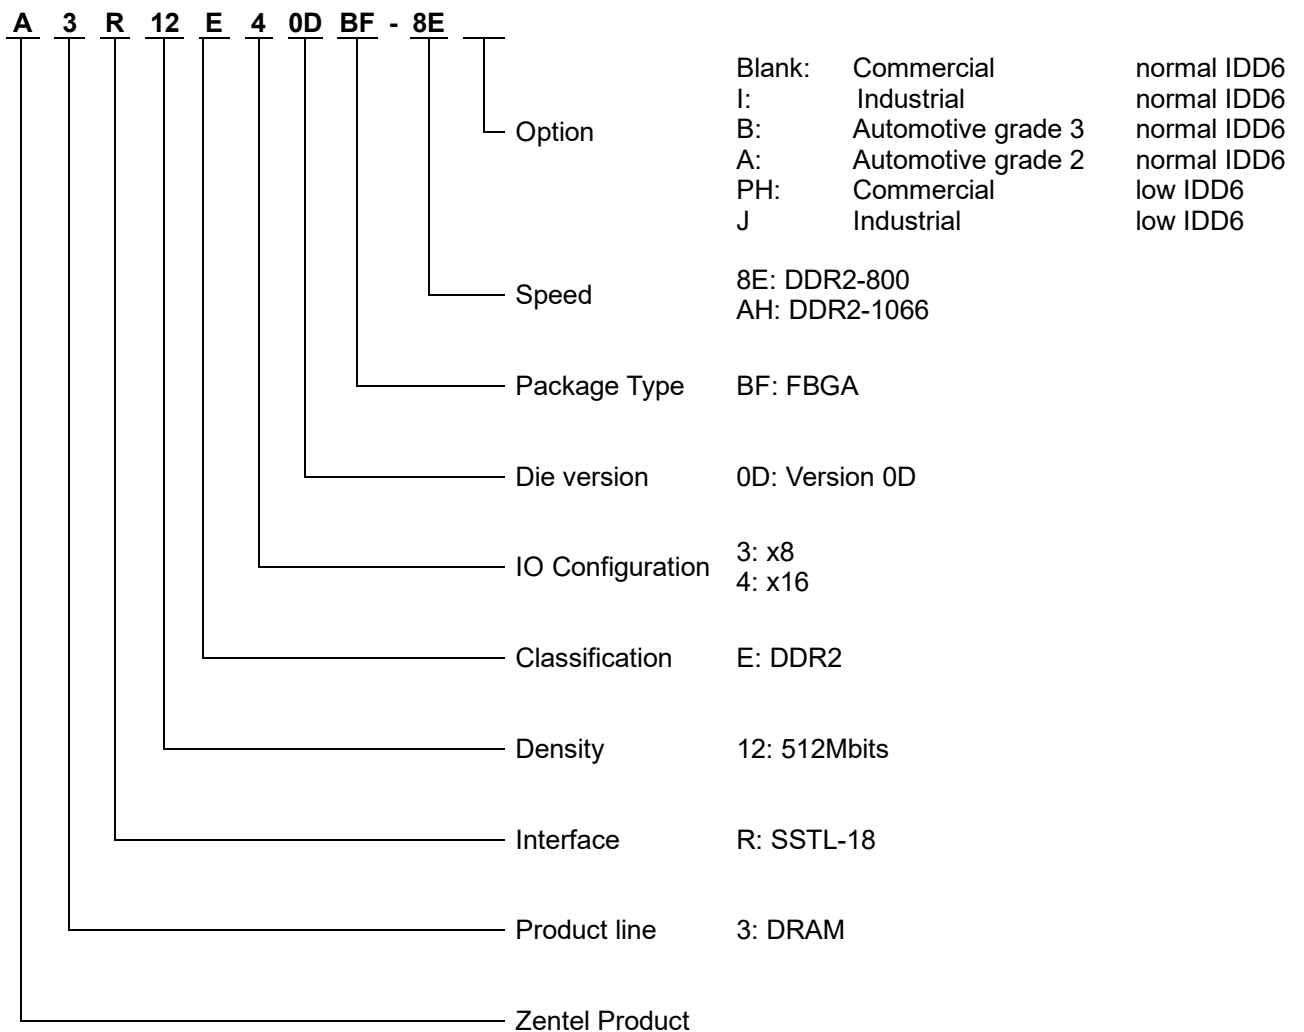 A 3 R 12 E 4 0D BF - 8E
Blank: Commercial normal IDD6
I: Industrial normal IDD6
Option B: Automotive grade 3 normal IDD6
A: Automotive grade 2 normal IDD6
PH: Commercial low IDD6
J Industrial low IDD6
Speed 8E: DDR2-800
AH: DDR2-1066
Package Type BF: FBGA
Die version 0D: Version 0D
IO Configuration 3: x8
4: x16
Classification E: DDR2
Density 12: 512Mbits
Interface R: SSTL-18
Product line 3: DRAM
Zentel Product